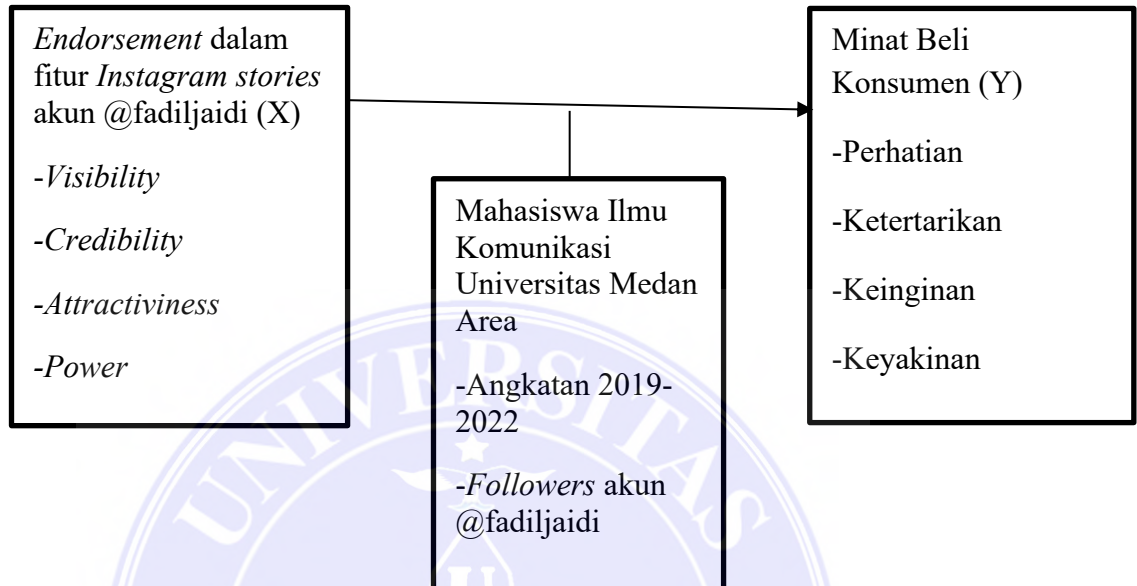 Endorsement dalam
fitur Instagram stories
akun @fadiljaidi (X)
-Visibility
-Credibility
-Attractiviness
-Power
Mahasiswa Ilmu
Komunikasi
Universitas Medan
Area
-Angkatan 2019-
2022
-Followers akun
@fadiljaidi
Minat Beli
Konsumen (Y)
-Perhatian
-Ketertarikan
-Keinginan
-Keyakinan
UNIVERSITAS